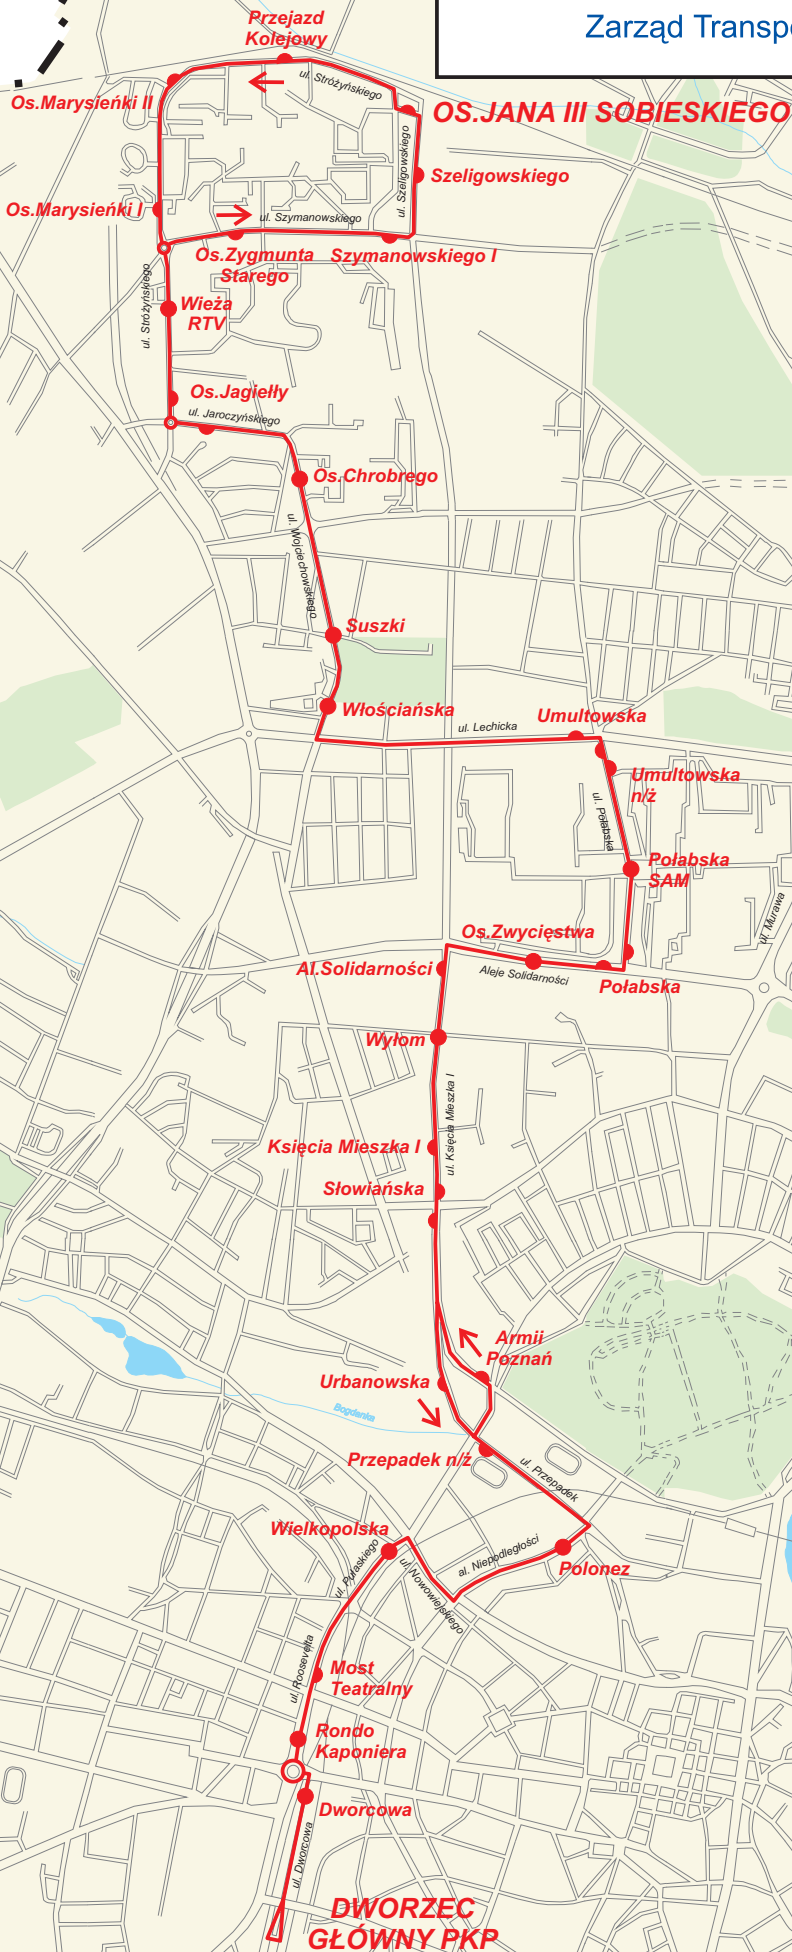 Zarząd Transpo
Przejazd
Kolejowy
ul. Stróżyńskiego
Os.Marysieńki II
OS.JANA III SOBIESKIEGO
ul. Szeligowskiego
Szeligowskiego
Os.Marysieńki I
ul. Szymanowskiego
Os.Zygmunta
Starego
Szymanowskiego I
ul. Stróżyńskiego
Wieża
RTV
Os.Jagiełły
ul. Jaroczyńskiego
Os.Chrobrego
ul. Wojciechowskiego
Suszki
Włościańska
Umultowska
ul. Lechicka
Umultowska
n/ż
ul. Połabska
Połabska
SAM
ul. Murawa
Os.Zwycięstwa
Al.Solidarności
Aleje Solidarności
Połabska
Wyłom
ul. Księcia Mieszka I
Księcia Mieszka I
Słowiańska
Armii
Poznań
Urbanowska
Bogdanka
Przepadek n/ż
ul. Przepadek
Wielkopolska
ul. Pułaskiego
ul. Nowowiejskiego
al. Niepodległości
Polonez
ul. Roosevelta
Most
Teatralny
Rondo
Kaponiera
Dworcowa
ul. Dworcowa
DWORZEC
GŁÓWNY PKP